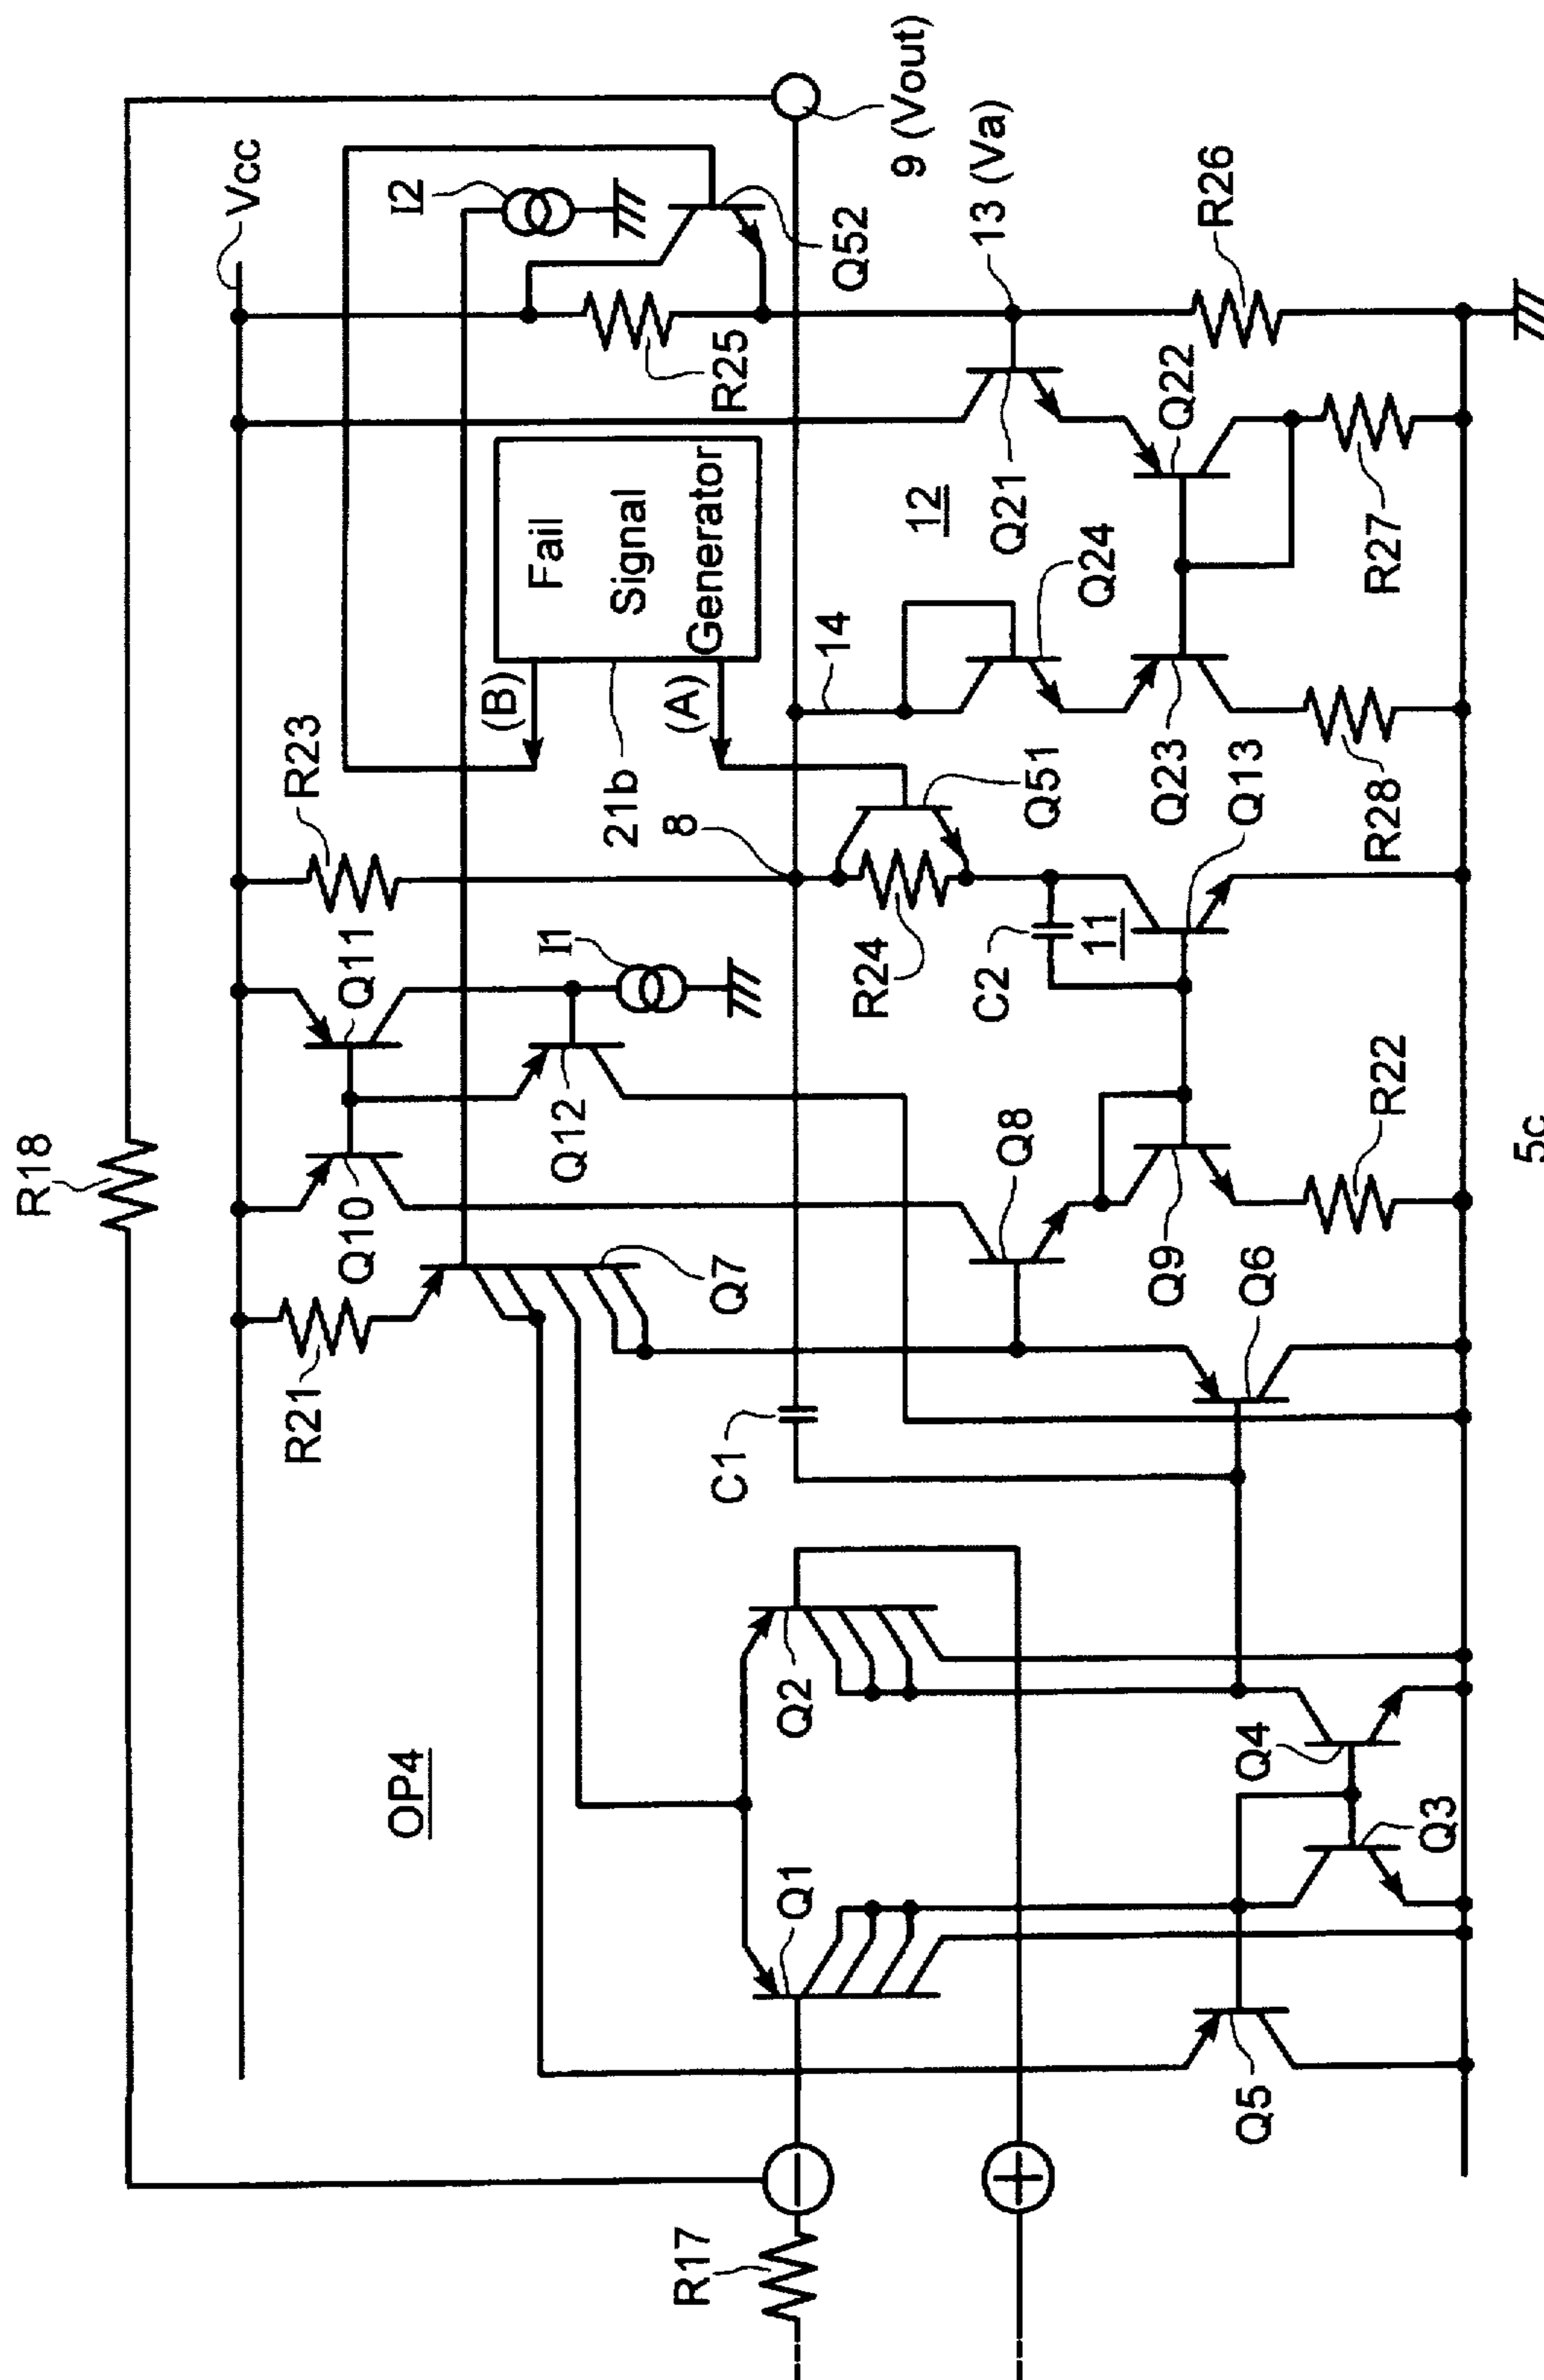 R18
Vcc
OP4
R21
Q10
Q11
R23
I1
Q12
Q7
I2
Fail
Signal
Generator
(B)
(A)
21b
8
R25
Q52
9 (Vout)
13 (Va)
R17
Q1
Q2
C1
R24
Q51
14
12
Q21
Q24
Q22
R26
C2
11
Q8
Q9
Q6
R22
Q13
Q23
R28
R27
Q5
Q3
Q4
5c